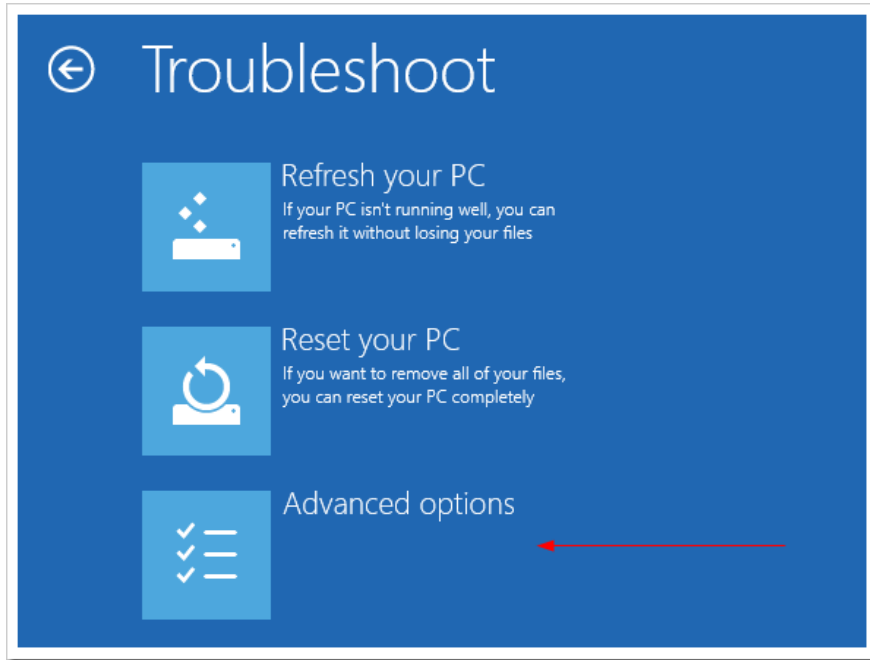 Troubleshoot
Refresh your PC
If your PC isn't running well, you can
refresh it without losing your files
Reset your PC
If you want to remove all of your files,
you can reset your PC completely
Advanced options